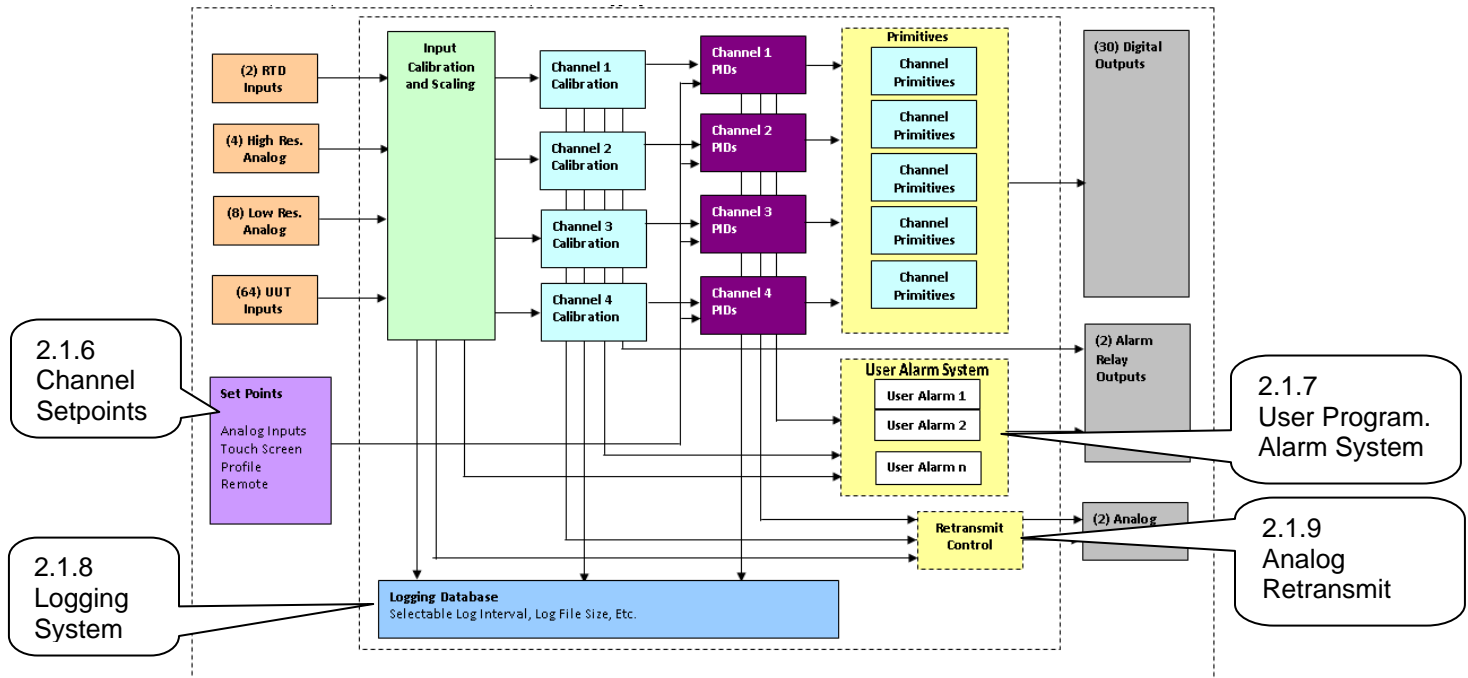 (2) RTD
Inputs
(4) High Res.
Analog
(8) Low Res.
Analog
(64) UUT
Inputs
Set Points
Analog Inputs
Touch Screen
Profile
Remote
Input
Calibration
and Scaling
Channel 1
Calibration
Channel 2
Calibration
Channel 3
Calibration
Channel 4
Calibration
Channel 1
PIDs
Channel 2
PIDs
Channel 3
PIDs
Channel 4
PIDs
Primitives
Channel
Primitives
Channel
Primitives
Channel
Primitives
Channel
Primitives
Channel
Primitives
User Alarm System
User Alarm 1
User Alarm 2
User Alarm n
Retransmit
Control
Logging Database
Selectable Log Interval, Log File Size, Etc.
(30) Digital
Outputs
(2) Alarm
Relay
Outputs
(2) Analog
2.1.6
Channel
Setpoints
2.1.8
Logging
System
2.1.7
User Program.
Alarm System
2.1.9
Analog
Retransmit